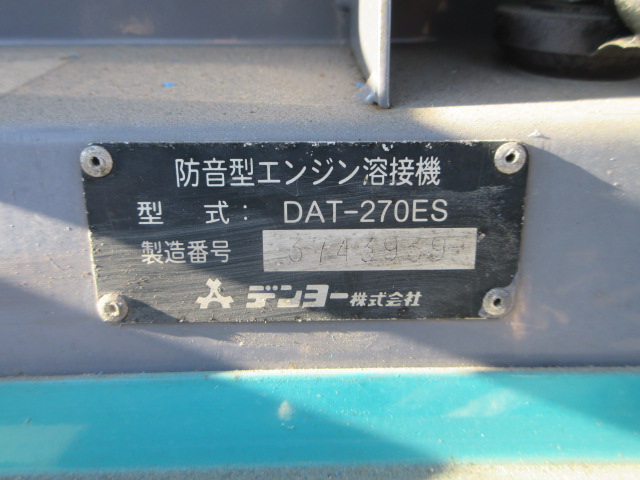 防音型エンジン溶接機
型 式: DAT-270ES
製造番号 3743939
デンヨー株式会社